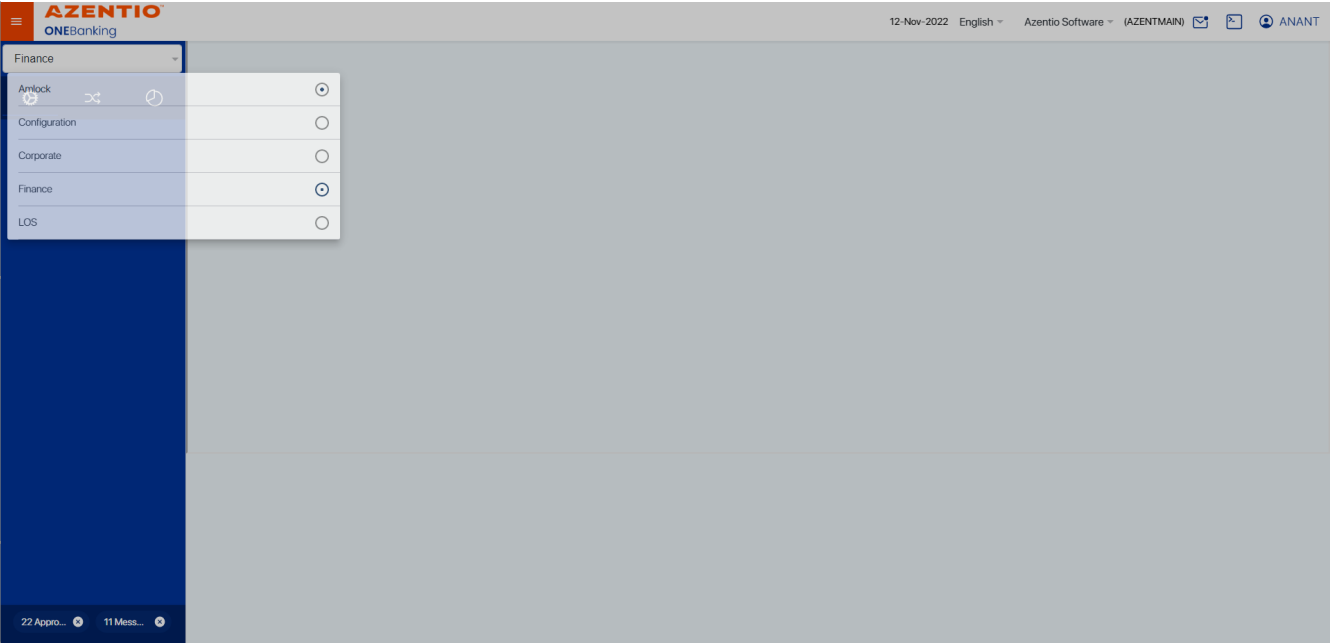 AZENTIO
ONEBanking
12-Nov-2022 English Azentio Software (AZENTMAIN) ANANT
Finance
Amlock
Configuration
Corporate
Finance
LOS
22 Appro... 11 Mess...